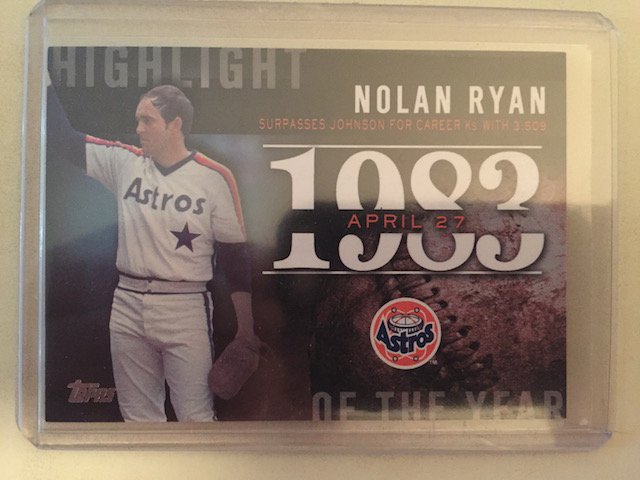 HIGHLIGHT
NOLAN RYAN
SURPASSES JOHNSON FOR CAREER Ks WITH 3,509
1983
APRIL 27
Astros
Astros
TM
Topps
OF THE YEAR